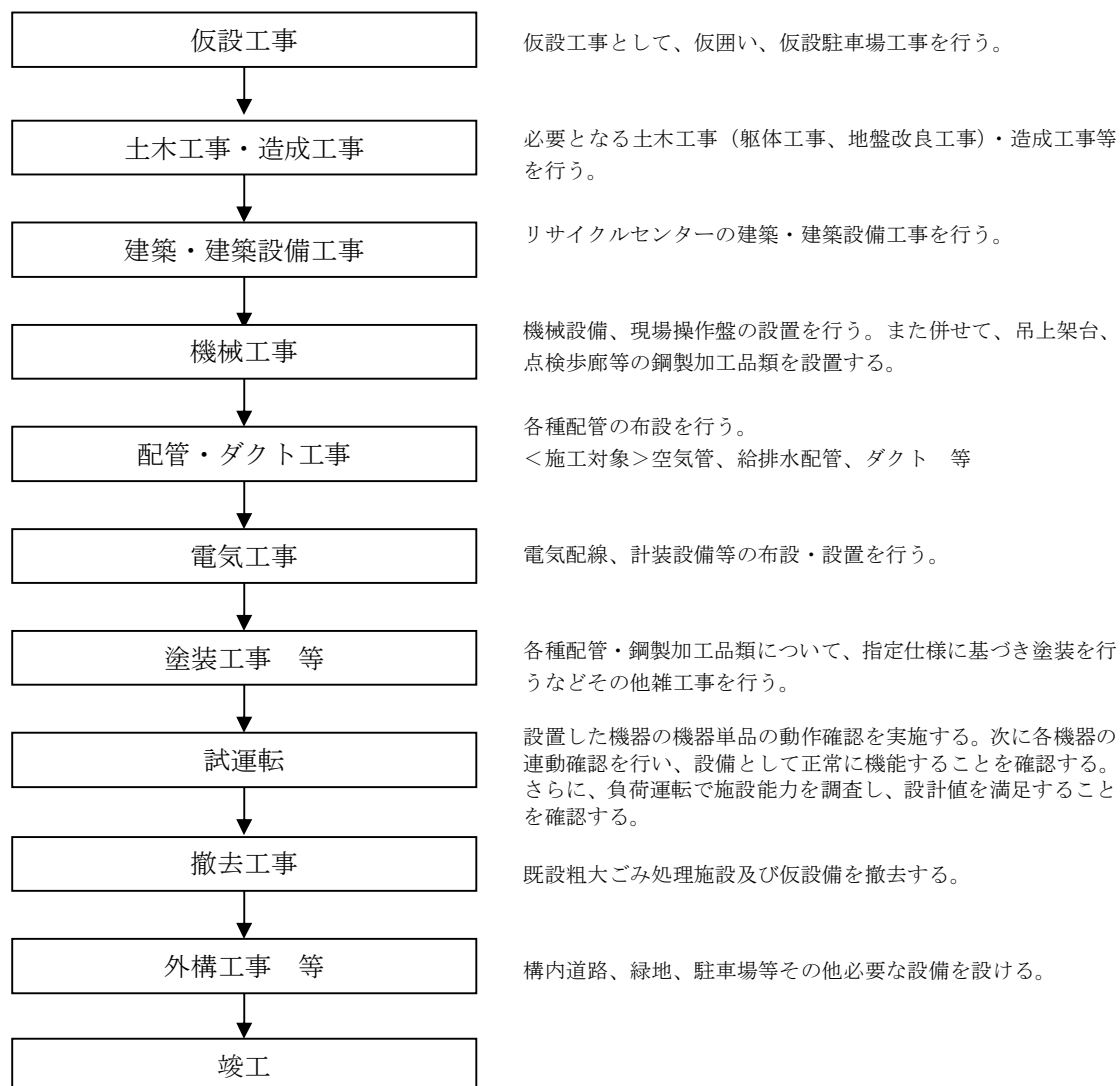 仮設工事
仮設工事として、仮囲い、仮設駐車場工事を行う。
土木工事・造成工事
必要となる土木工事（躯体工事、地盤改良工事）・造成工事等
を行う。
建築・建築設備工事
リサイクルセンターの建築・建築設備工事を行う。
機械工事
機械設備、現場操作盤の設置を行う。また併せて、吊上架台、
点検歩廊等の鋼製加工品類を設置する。
配管・ダクト工事
各種配管の布設を行う。
＜施工対象＞空気管、給排水配管、ダクト　等
電気工事
電気配線、計装設備等の布設・設置を行う。
塗装工事　等
各種配管・鋼製加工品類について、指定仕様に基づき塗装を行
うなどその他雑工事を行う。
試運転
設置した機器の機器単品の動作確認を実施する。次に各機器の
連動確認を行い、設備として正常に機能することを確認する。
さらに、負荷運転で施設能力を調査し、設計値を満足すること
を確認する。
撤去工事
既設粗大ごみ処理施設及び仮設備を撤去する。
外構工事　等
構内道路、緑地、駐車場等その他必要な設備を設ける。
竣工